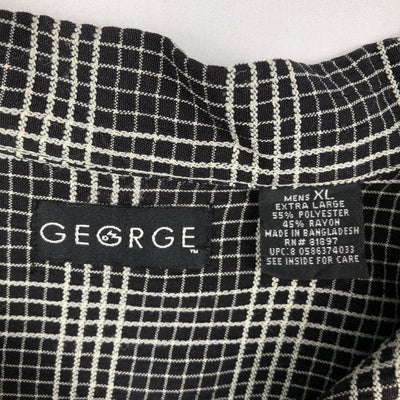 GEORGE
TM
MENS XL
EXTRA LARGE
55% POLYESTER
45% RAYON
MADE IN BANGLADESH
RN# 81897
UPC:8 0586374033
SEE INSIDE FOR CARE